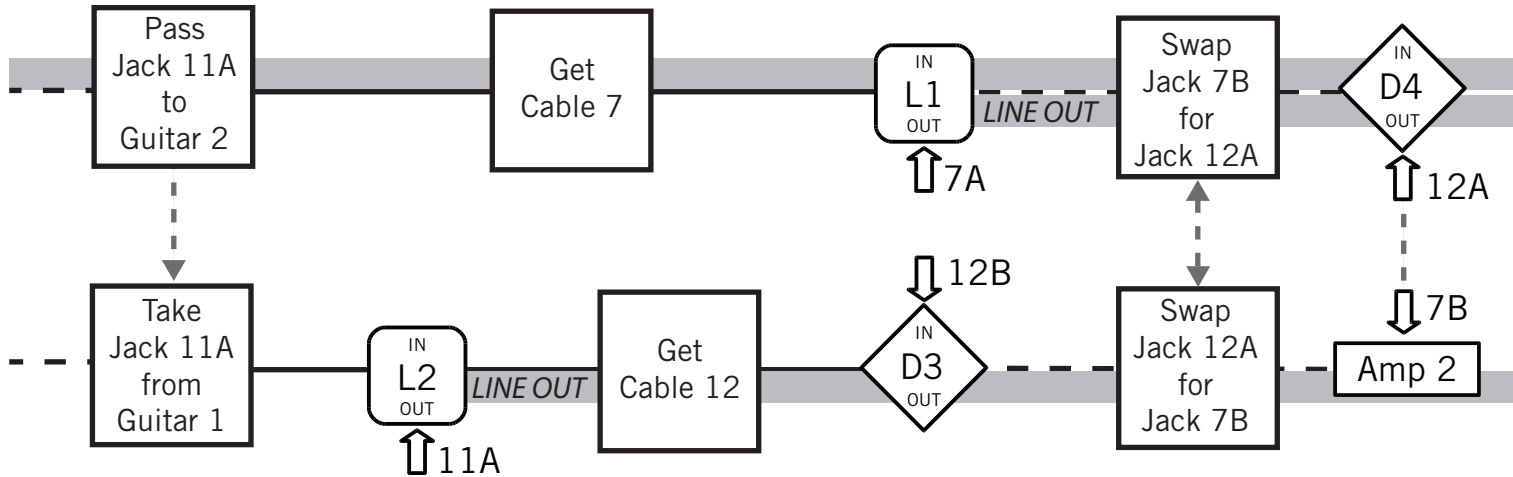 Pass
Jack 11A
to
Guitar 2
Get
Cable 7
IN
L1
OUT
7A
LINE OUT
Swap
Jack 7B
for
Jack 12A
IN
D4
OUT
12A
Take
Jack 11A
from
Guitar 1
IN
L2
OUT
11A
LINE OUT
Get
Cable 12
12B
IN
D3
OUT
Swap
Jack 12A
for
Jack 7B
7B
Amp 2